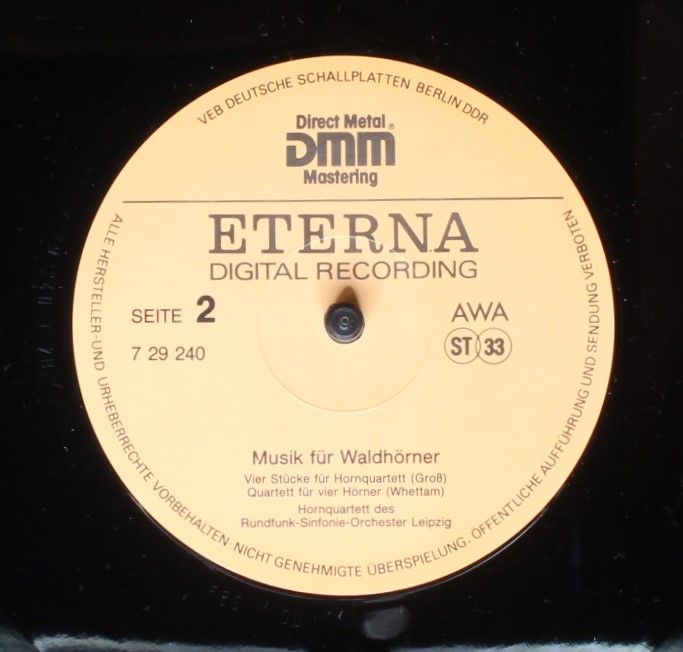 VEB DEUTSCHE SCHALLPLATTEN BERLIN DDR
Direct Metal
DMM®
Mastering
ETERNA
DIGITAL RECORDING
SEITE 2
AWA
7 29 240
ST 33
Musik für Waldhörner
Vier Stücke für Hornquartett (Groß)
Quartett für vier Hörner (Whettam)
Hornquartett des
Rundfunk-Sinfonie-Orchester Leipzig
ALLE HERSTELLER-UND URHEBERRECHTE VORBEHALTEN NICHT GENEHMIGTE ÜBERSPIELUNG, ÖFFENTLICHE AUFFÜHRUNG UND SENDUNG VERBOTEN